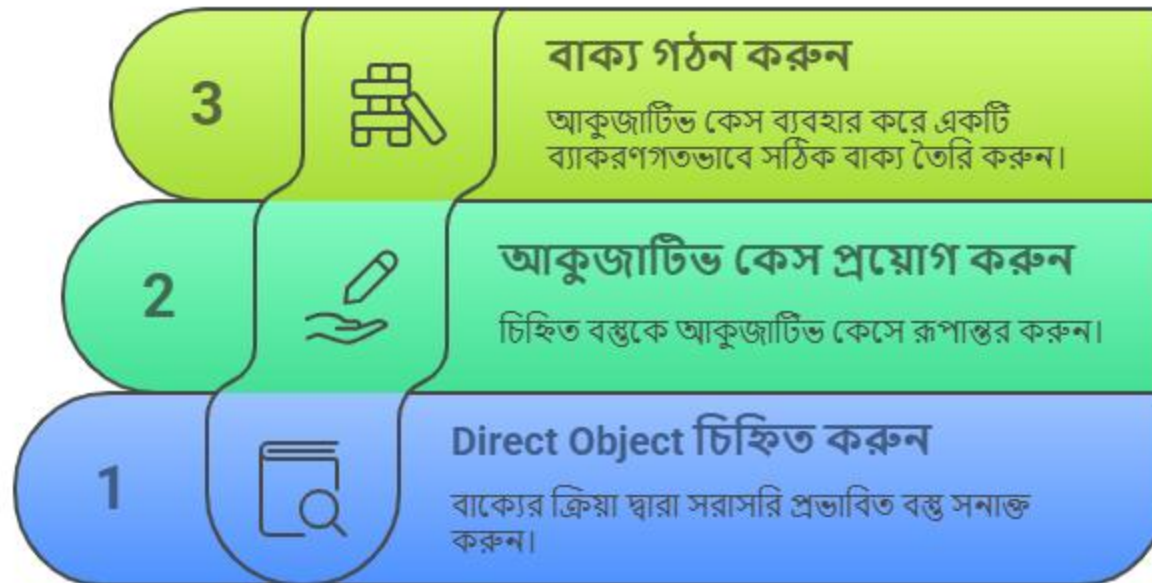 3
বাক্য গঠন করুন
আকুজাটিভ কেস ব্যবহার করে একটি
ব্যাকরণগতভাবে সঠিক বাক্য তৈরি করুন।
2
আকুজাটিভ কেস প্রয়োগ করুন
চিহ্নিত বস্তুকে আকুজাটিভ কেসে রূপান্তর করুন।
1
Direct Object চিহ্নিত করুন
বাক্যের ক্রিয়া দ্বারা সরাসরি প্রভাবিত বস্তু সনাক্ত
করুন।